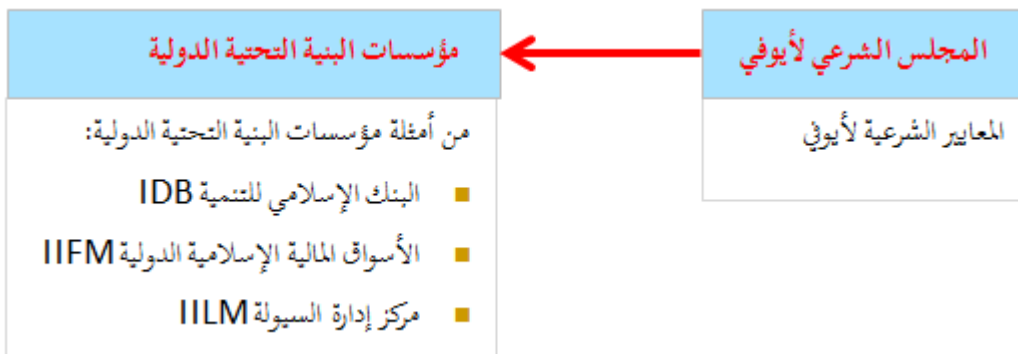 المجلس الشرعي لأيوفي
المعايير الشرعية لأيوفي
مؤسسات البنية التحتية الدولية
من أمثلة مؤسسات البنية التحتية الدولية:
البنك الإسلامي للتنمية IDB
الأسواق المالية الإسلامية الدولية IIFM
مركز إدارة السيولة IILM